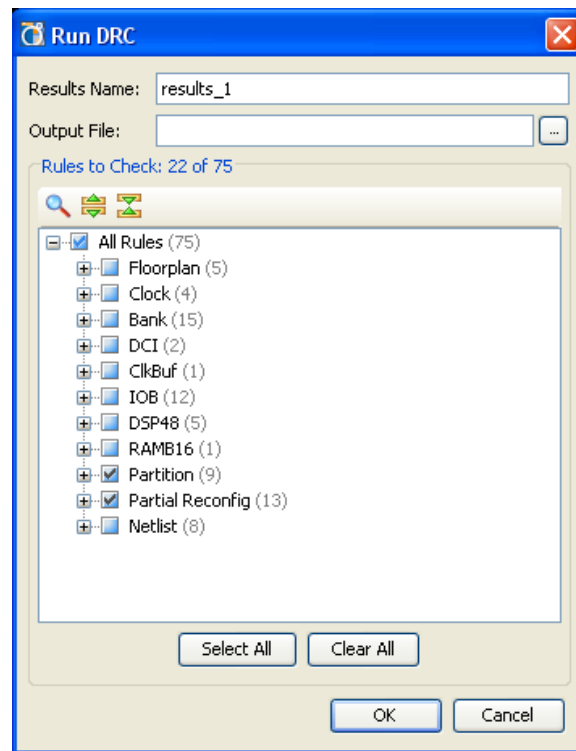 Run DRC
Results Name: results_1
Output File: ...
Rules to Check: 22 of 75
All Rules (75)
Floorplan (5)
Clock (4)
Bank (15)
DCI (2)
ClkBuf (1)
IOB (12)
DSP48 (5)
RAMB16 (1)
Partition (9)
Partial Reconfig (13)
Netlist (8)
Select All Clear All
OK Cancel